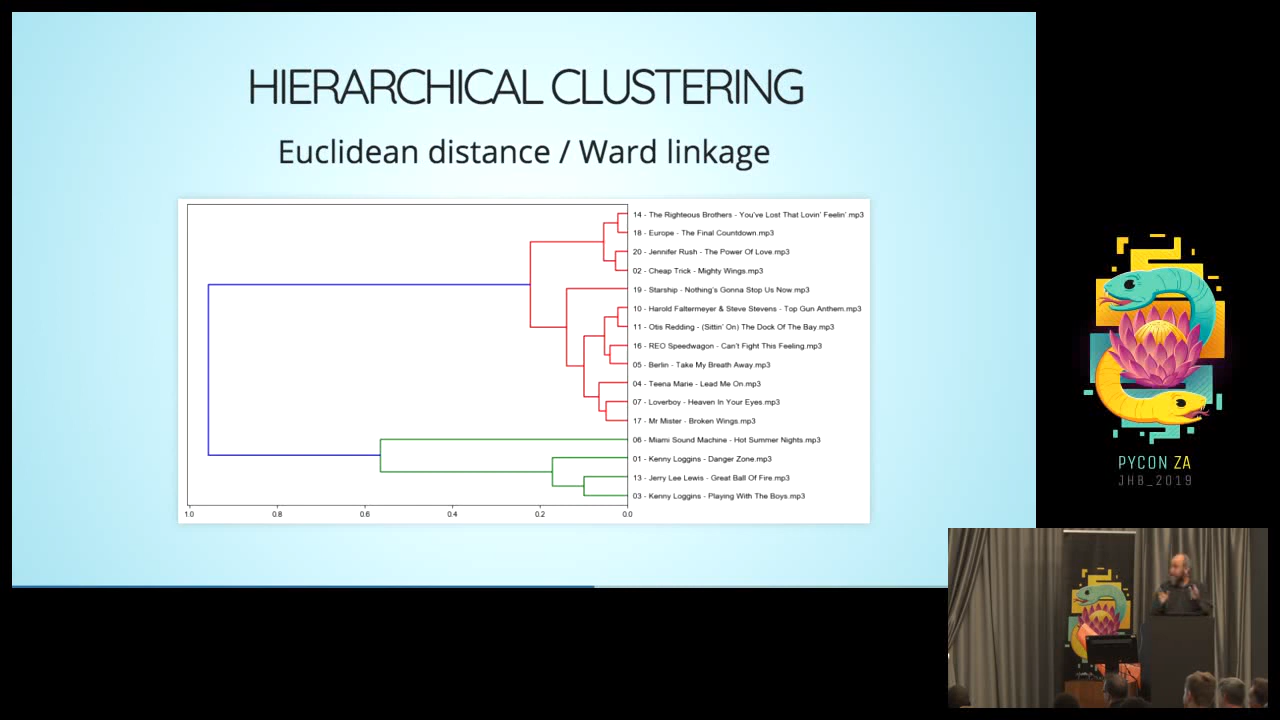 HIERARCHICAL CLUSTERING
Euclidean distance / Ward linkage
14 - The Righteous Brothers - You've Lost That Lovin' Feelin'.mp3
18 - Europe - The Final Countdown.mp3
20 - Jennifer Rush - The Power Of Love.mp3
02 - Cheap Trick - Mighty Wings.mp3
19 - Starship - Nothing's Gonna Stop Us Now.mp3
10 - Harold Faltermeyer & Steve Stevens - Top Gun Anthem.mp3
11 - Otis Redding - (Sittin' On) The Dock Of The Bay.mp3
16 - REO Speedwagon - Can't Fight This Feeling.mp3
05 - Berlin - Take My Breath Away.mp3
04 - Teena Marie - Lead Me On.mp3
07 - Loverboy - Heaven In Your Eyes.mp3
17 - Mr Mister - Broken Wings.mp3
06 - Miami Sound Machine - Hot Summer Nights.mp3
01 - Kenny Loggins - Danger Zone.mp3
13 - Jerry Lee Lewis - Great Ball Of Fire.mp3
03 - Kenny Loggins - Playing With The Boys.mp3
1.0 0.8 0.6 0.4 0.2 0.0
PYCON ZA
JHB_2019